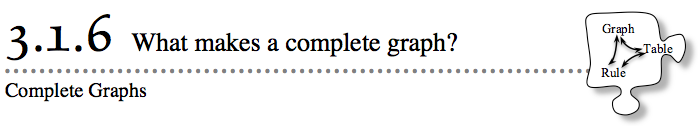 3.1.6 What makes a complete graph?
Graph
Table
Rule
Complete Graphs